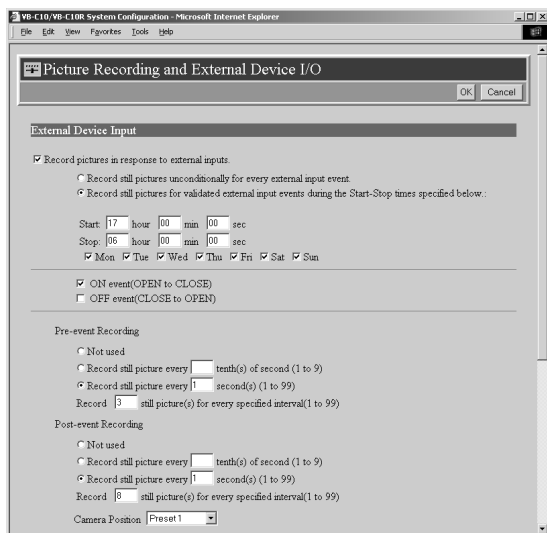 VB-C10/VB-C10R System Configuration - Microsoft Internet Explorer
File Edit View Favorites Tools Help
Picture Recording and External Device I/O
OK Cancel
External Device Input
Record pictures in response to external inputs.
Record still pictures unconditionally for every external input event.
Record still pictures for validated external input events during the Start-Stop times specified below.:
Start: 17 hour 00 min 00 sec
Stop: 06 hour 00 min 00 sec
Mon Tue Wed Thu Fri Sat Sun
ON event(OPEN to CLOSE)
OFF event(CLOSE to OPEN)
Pre-event Recording
Not used
Record still picture every tenth(s) of second (1 to 9)
Record still picture every 1 second(s) (1 to 99)
Record 3 still picture(s) for every specified interval(1 to 99)
Post-event Recording
Not used
Record still picture every tenth(s) of second (1 to 9)
Record still picture every 1 second(s) (1 to 99)
Record 8 still picture(s) for every specified interval(1 to 99)
Camera Position Preset 1